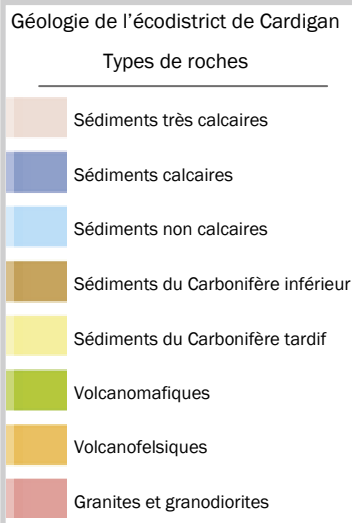 Géologie de l'écodistrict de Cardigan
Types de roches
Sédiments très calcaires
Sédiments calcaires
Sédiments non calcaires
Sédiments du Carbonifère inférieur
Sédiments du Carbonifère tardif
Volcanomafiques
Volcanofelsiques
Granites et granodiorites